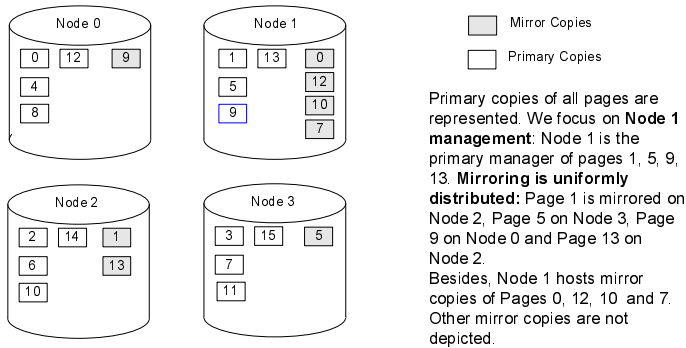 Node 0
0 12 9
4
8
Node 1
1 13 0
5 12
9 10
7
Node 2
2 14 1
6 13
10
Node 3
3 15 5
7
11
Mirror Copies
Primary Copies
Primary copies of all pages are
represented. We focus on Node 1
management: Node 1 is the
primary manager of pages 1, 5, 9,
13. Mirroring is uniformly
distributed: Page 1 is mirrored on
Node 2, Page 5 on Node 3, Page
9 on Node 0 and Page 13 on
Node 2.
Besides, Node 1 hosts mirror
copies of Pages 0, 12, 10 and 7.
Other mirror copies are not
depicted.